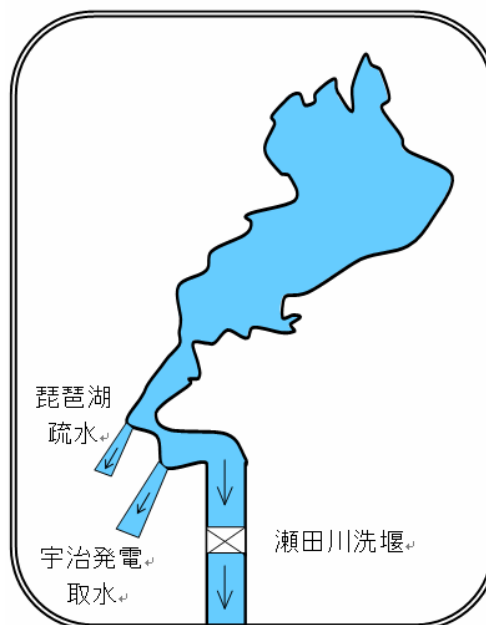 琵琶湖
疏水
宇治発電
取水
瀬田川洗堰